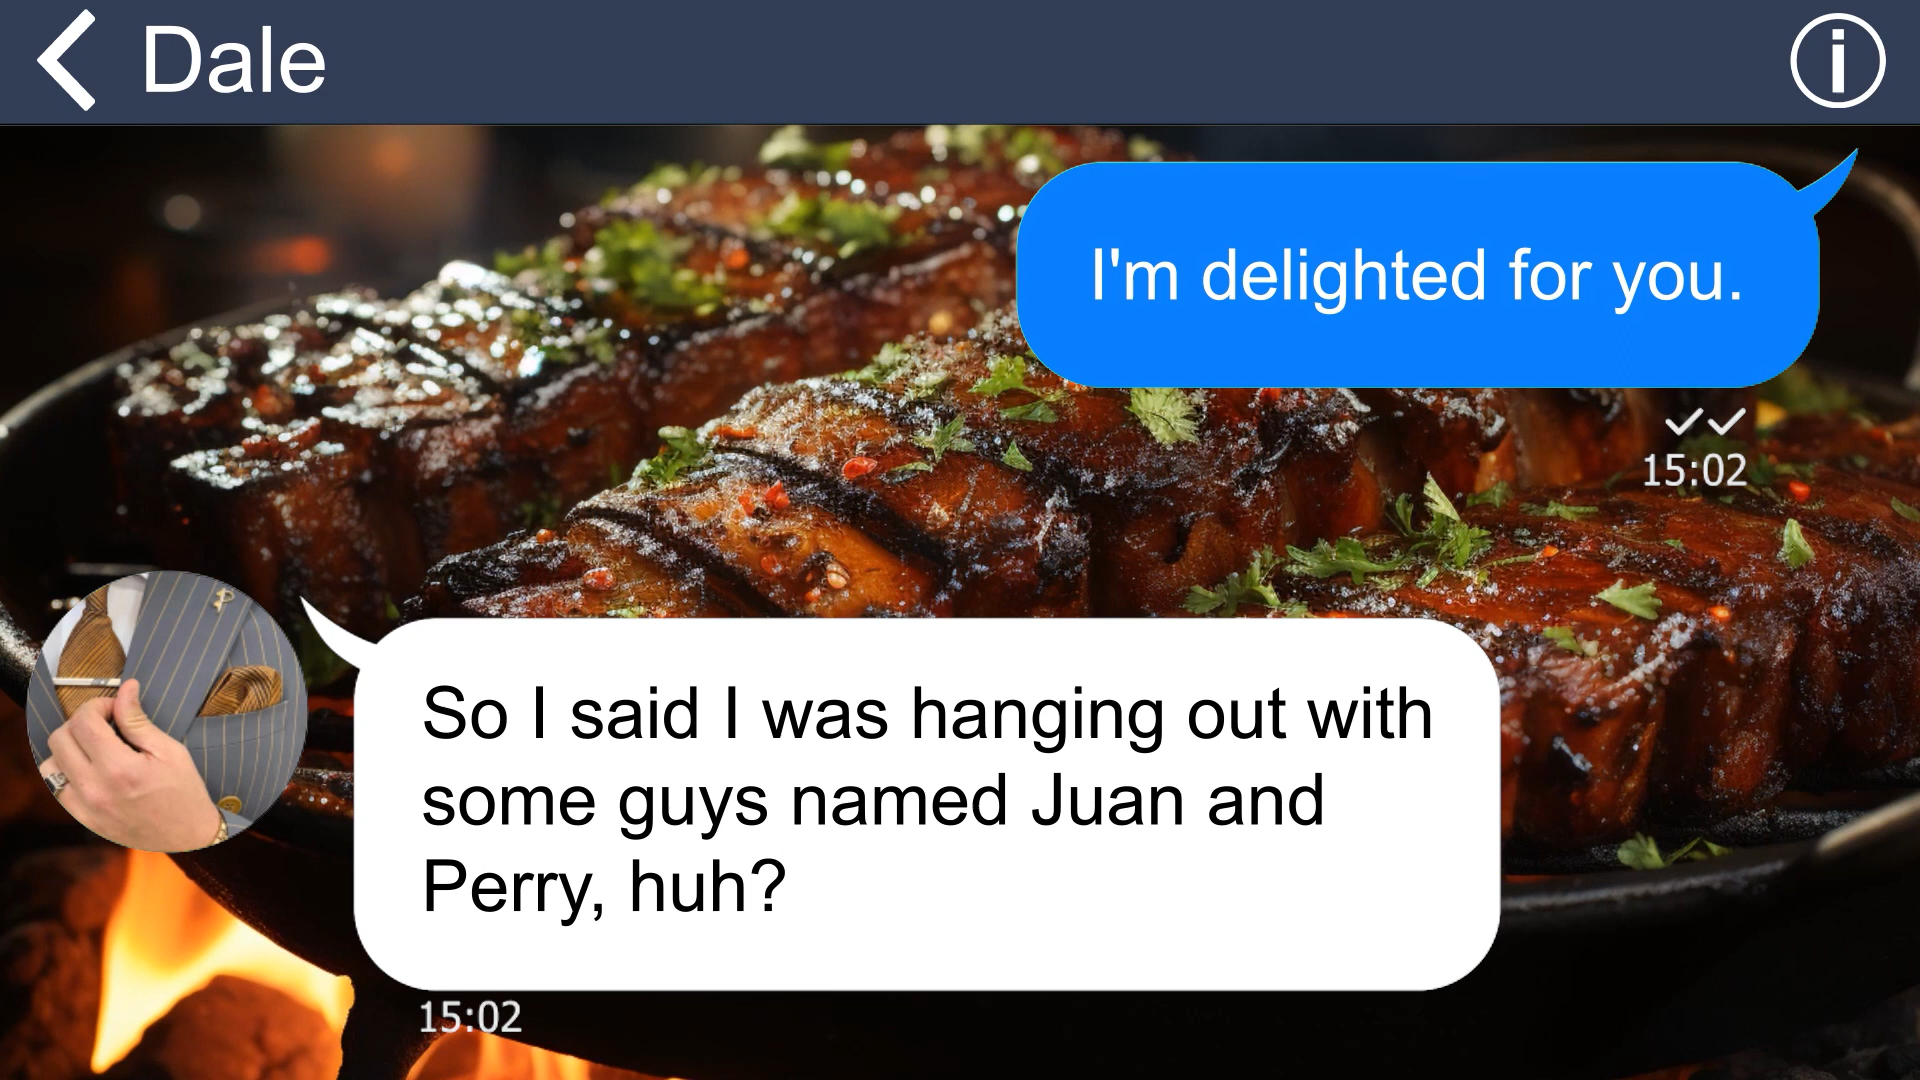 Dale
I'm delighted for you.
15:02
So I said I was hanging out with
some guys named Juan and
Perry, huh?
15:02